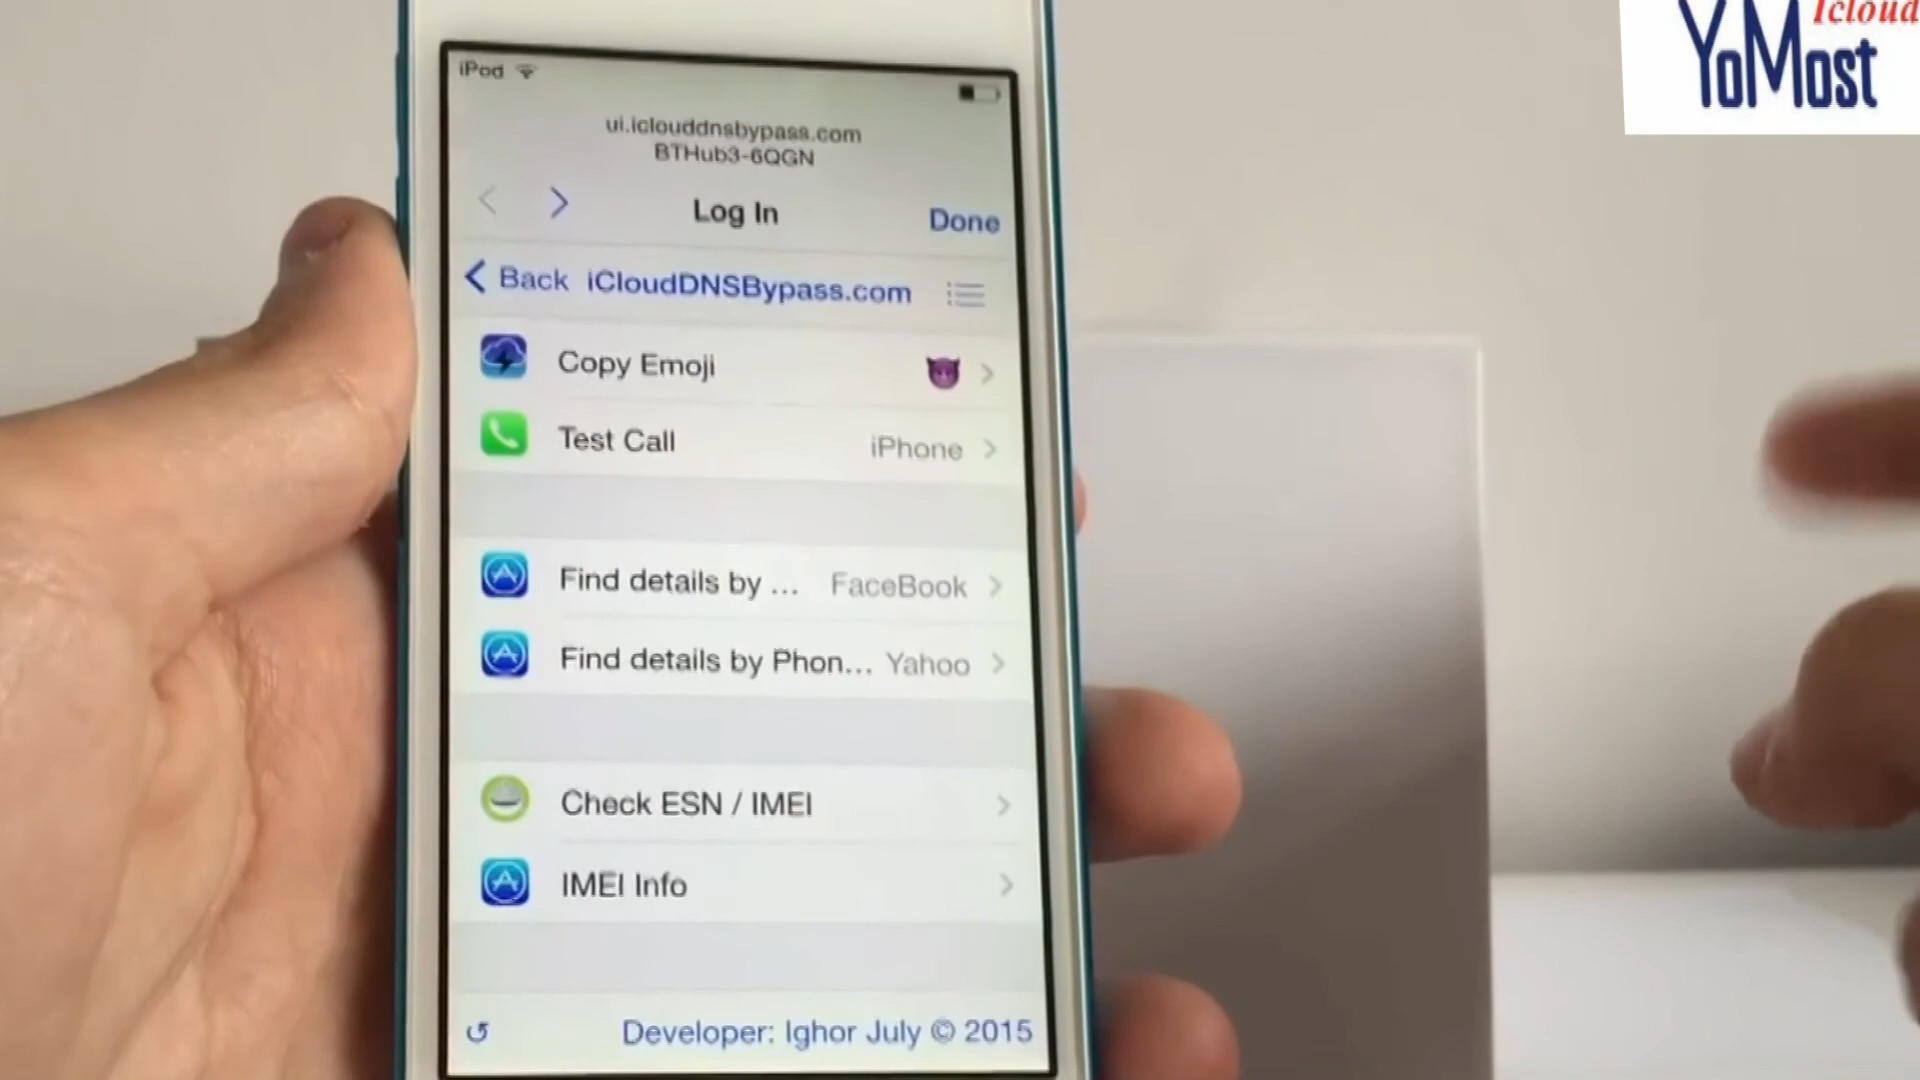 Icloud
YoMost
iPod
ui.iclouddnsbypass.com
BTHub3-6QGN
Log In
Done
Back iCloudDNSBypass.com
Copy Emoji 👿
Test Call iPhone
Find details by ... FaceBook
Find details by Phon... Yahoo
Check ESN / IMEI
IMEI Info
Developer: Ighor July © 2015